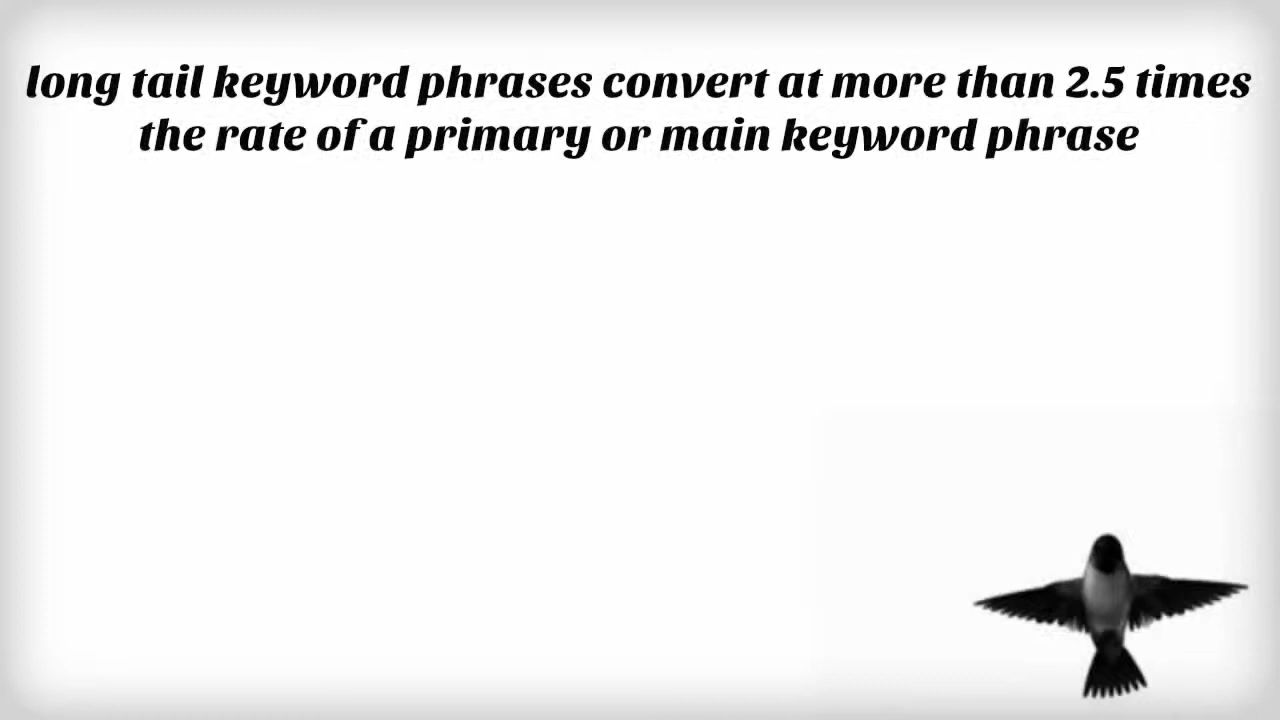 long tail keyword phrases convert at more than 2.5 times
the rate of a primary or main keyword phrase